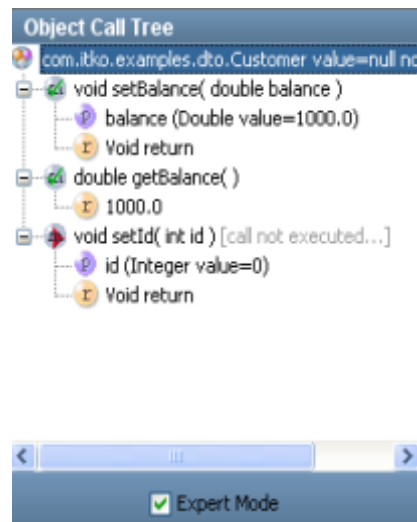 Object Call Tree
com.itko.examples.dto.Customer value=null no
void setBalance( double balance )
P balance (Double value=1000.0)
r Void return
double getBalance( )
r 1000.0
void setId( int id ) [call not executed...]
P id (Integer value=0)
r Void return
Expert Mode